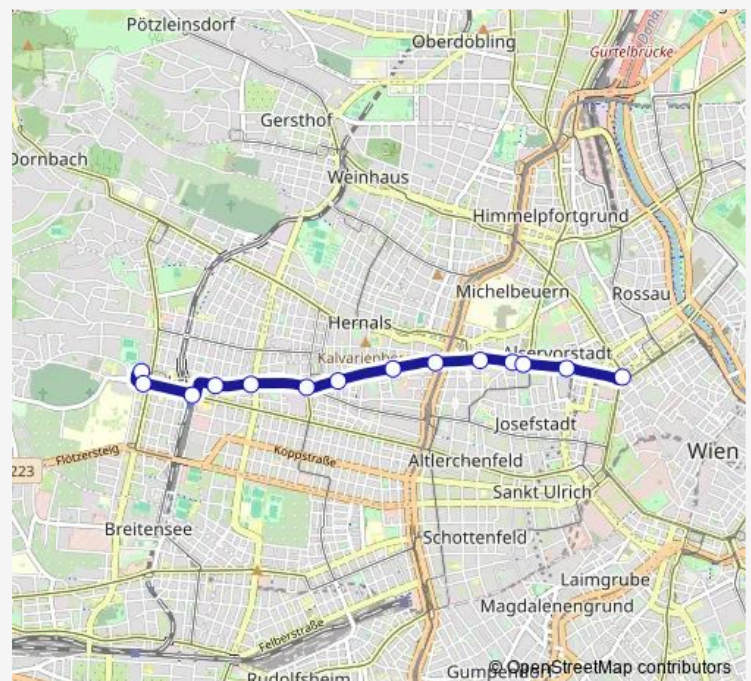 Pötzleinsdorf
Oberdöbling
Gürtelbrücke
Gersthof
Dornbach
Weinhaus
Himmelpfortgrund
Michelbeuern
Rossau
Hernals
Alservorstadt
Josefstadt
Wien
Flötzersteig
Koppstraße
Altlerchenfeld
223
Sankt Ulrich
Breitensee
Schottenfeld
Laimgrube
Magdalenengrund
Felberstraße
Rudolfsheim
© OpenStreetMap contributors